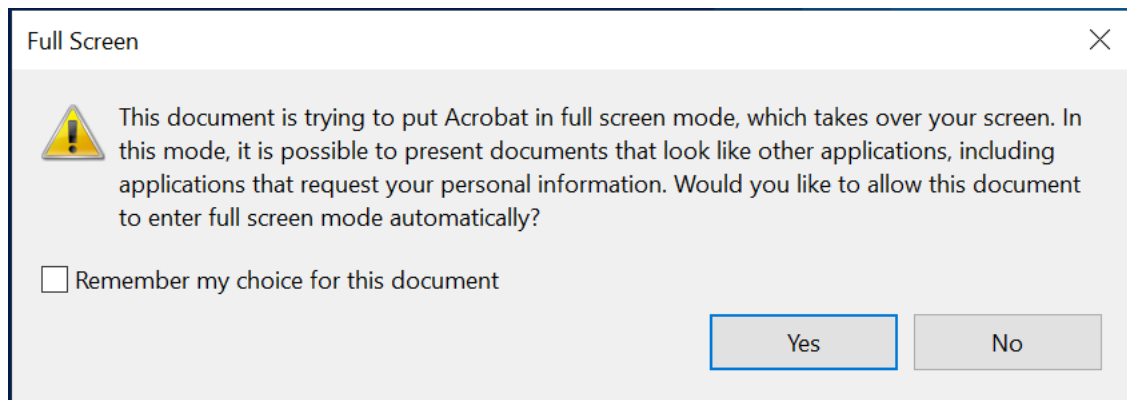 Full Screen
This document is trying to put Acrobat in full screen mode, which takes over your screen. In
this mode, it is possible to present documents that look like other applications, including
applications that request your personal information. Would you like to allow this document
to enter full screen mode automatically?
Remember my choice for this document
Yes
No